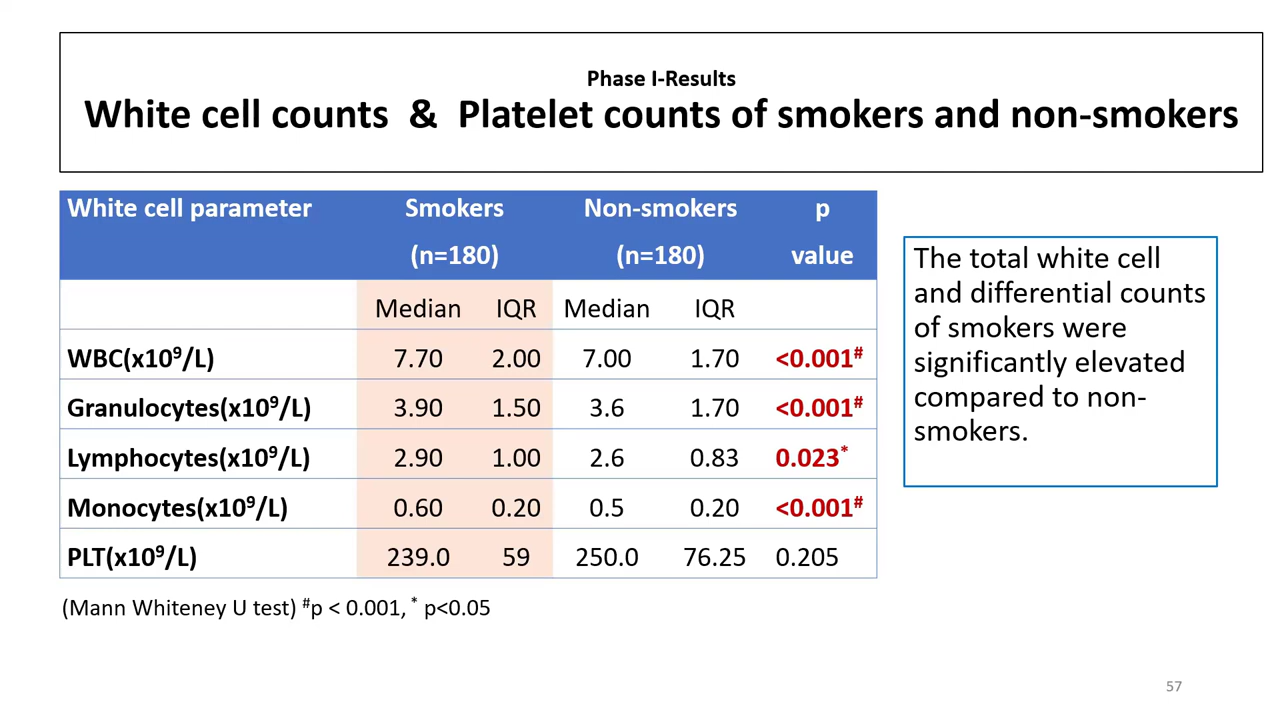 Phase I-Results
White cell counts & Platelet counts of smokers and non-smokers
White cell parameter Smokers Non-smokers p
(n=180) (n=180) value
Median IQR Median IQR
WBC(x10⁹/L) 7.70 2.00 7.00 1.70 <0.001#
Granulocytes(x10⁹/L) 3.90 1.50 3.6 1.70 <0.001#
Lymphocytes(x10⁹/L) 2.90 1.00 2.6 0.83 0.023*
Monocytes(x10⁹/L) 0.60 0.20 0.5 0.20 <0.001#
PLT(x10⁹/L) 239.0 59 250.0 76.25 0.205
(Mann Whiteney U test) #p < 0.001, * p<0.05
The total white cell
and differential counts
of smokers were
significantly elevated
compared to non-
smokers.
57